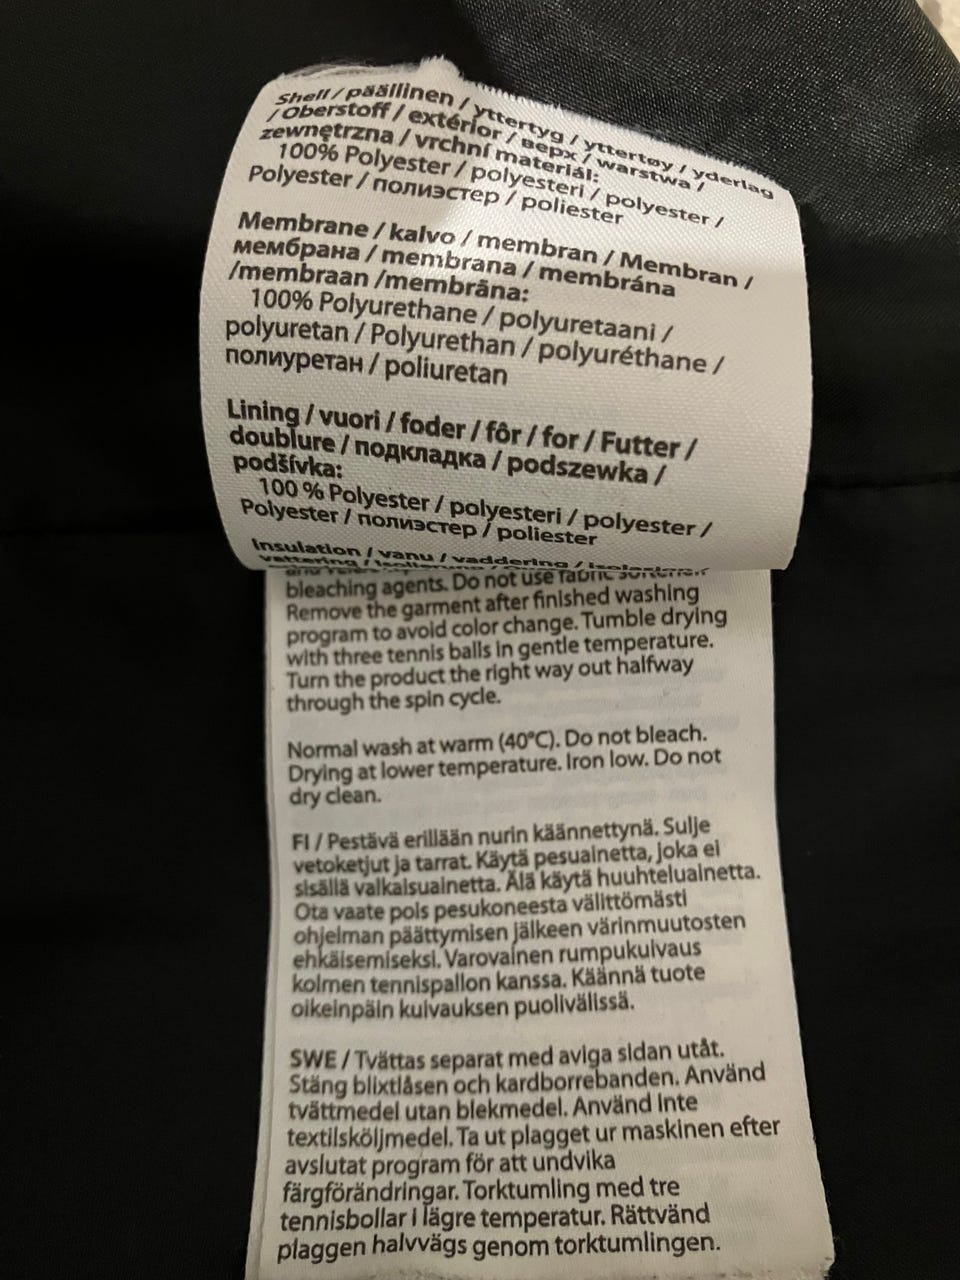 Shell / päällinen / yttertyg / yttertøy / yderlag
/ Oberstoff / extérior / верх / warstwa /
zewnętrzna / vrchní materiál:
100% Polyester / polyesteri / polyester /
Polyester / полиэстер / poliester
Membrane / kalvo / membran / Membran /
мембрана / membrana / membrána
/membraan /membrāna:
100% Polyurethane / polyuretaani /
polyuretan / Polyurethan / polyuréthane /
полиуретан / poliuretan
Lining / vuori / foder / fôr / for / Futter /
doublure / подкладка / podszewka /
podšívka:
100 % Polyester / polyesteri / polyester /
Polyester / полиэстер / poliester
Insulation / vanu / vaddering /
bleaching agents. Do not use fabric
Remove the garment after finished washing
program to avoid color change. Tumble drying
with three tennis balls in gentle temperature.
Turn the product the right way out halfway
through the spin cycle.
Normal wash at warm (40°C). Do not bleach.
Drying at lower temperature. Iron low. Do not
dry clean.
FI / Pestävä erillään nurin käännettynä. Sulje
vetoketjut ja tarrat. Käytä pesuainetta, joka ei
sisällä valkaisuainetta. Älä käytä huuhteluainetta.
Ota vaate pois pesukoneesta välittömästi
ohjelman päättymisen jälkeen värinmuutosten
ehkäisemiseksi. Varovainen rumpukuivaus
kolmen tennispallon kanssa. Käännä tuote
oikeinpäin kuivauksen puolivälissä.
SWE / Tvättas separat med aviga sidan utåt.
Stäng blixtlåsen och kardborrebanden. Använd
tvättmedel utan blekmedel. Använd inte
textilsköljmedel. Ta ut plagget ur maskinen efter
avslutat program för att undvika
färgförändringar. Torktumling med tre
tennisbollar i lägre temperatur. Rättvänd
plaggen halvvägs genom torktumlingen.